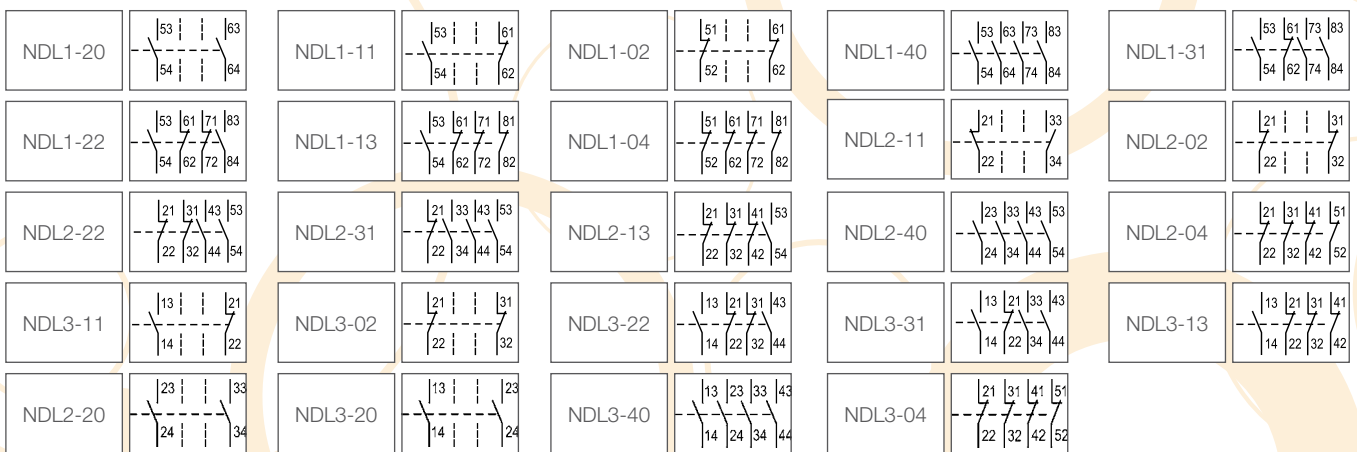 53 63
NDL1-20
54 64
53 61
NDL1-11
54 62
51 61
NDL1-02
52 62
53 63 73 83
NDL1-40
54 64 74 84
53 61 73 83
NDL1-31
54 62 74 84
53 61 71 83
NDL1-22
54 62 72 84
53 61 71 81
NDL1-13
54 62 72 82
51 61 71 81
NDL1-04
52 62 72 82
21 33
NDL2-11
22 34
21 31
NDL2-02
22 32
21 31 43 53
NDL2-22
22 32 44 54
21 33 43 53
NDL2-31
22 34 44 54
21 31 41 53
NDL2-13
22 32 42 54
23 33 43 53
NDL2-40
24 34 44 54
21 31 41 51
NDL2-04
22 32 42 52
13 21
NDL3-11
14 22
21 31
NDL3-02
22 32
13 21 31 43
NDL3-22
14 22 32 44
13 21 33 43
NDL3-31
14 22 34 44
13 21 31 41
NDL3-13
14 22 32 42
23 33
NDL2-20
24 34
13 23
NDL3-20
14 24
13 23 33 43
NDL3-40
14 24 34 44
21 31 41 51
NDL3-04
22 32 42 52